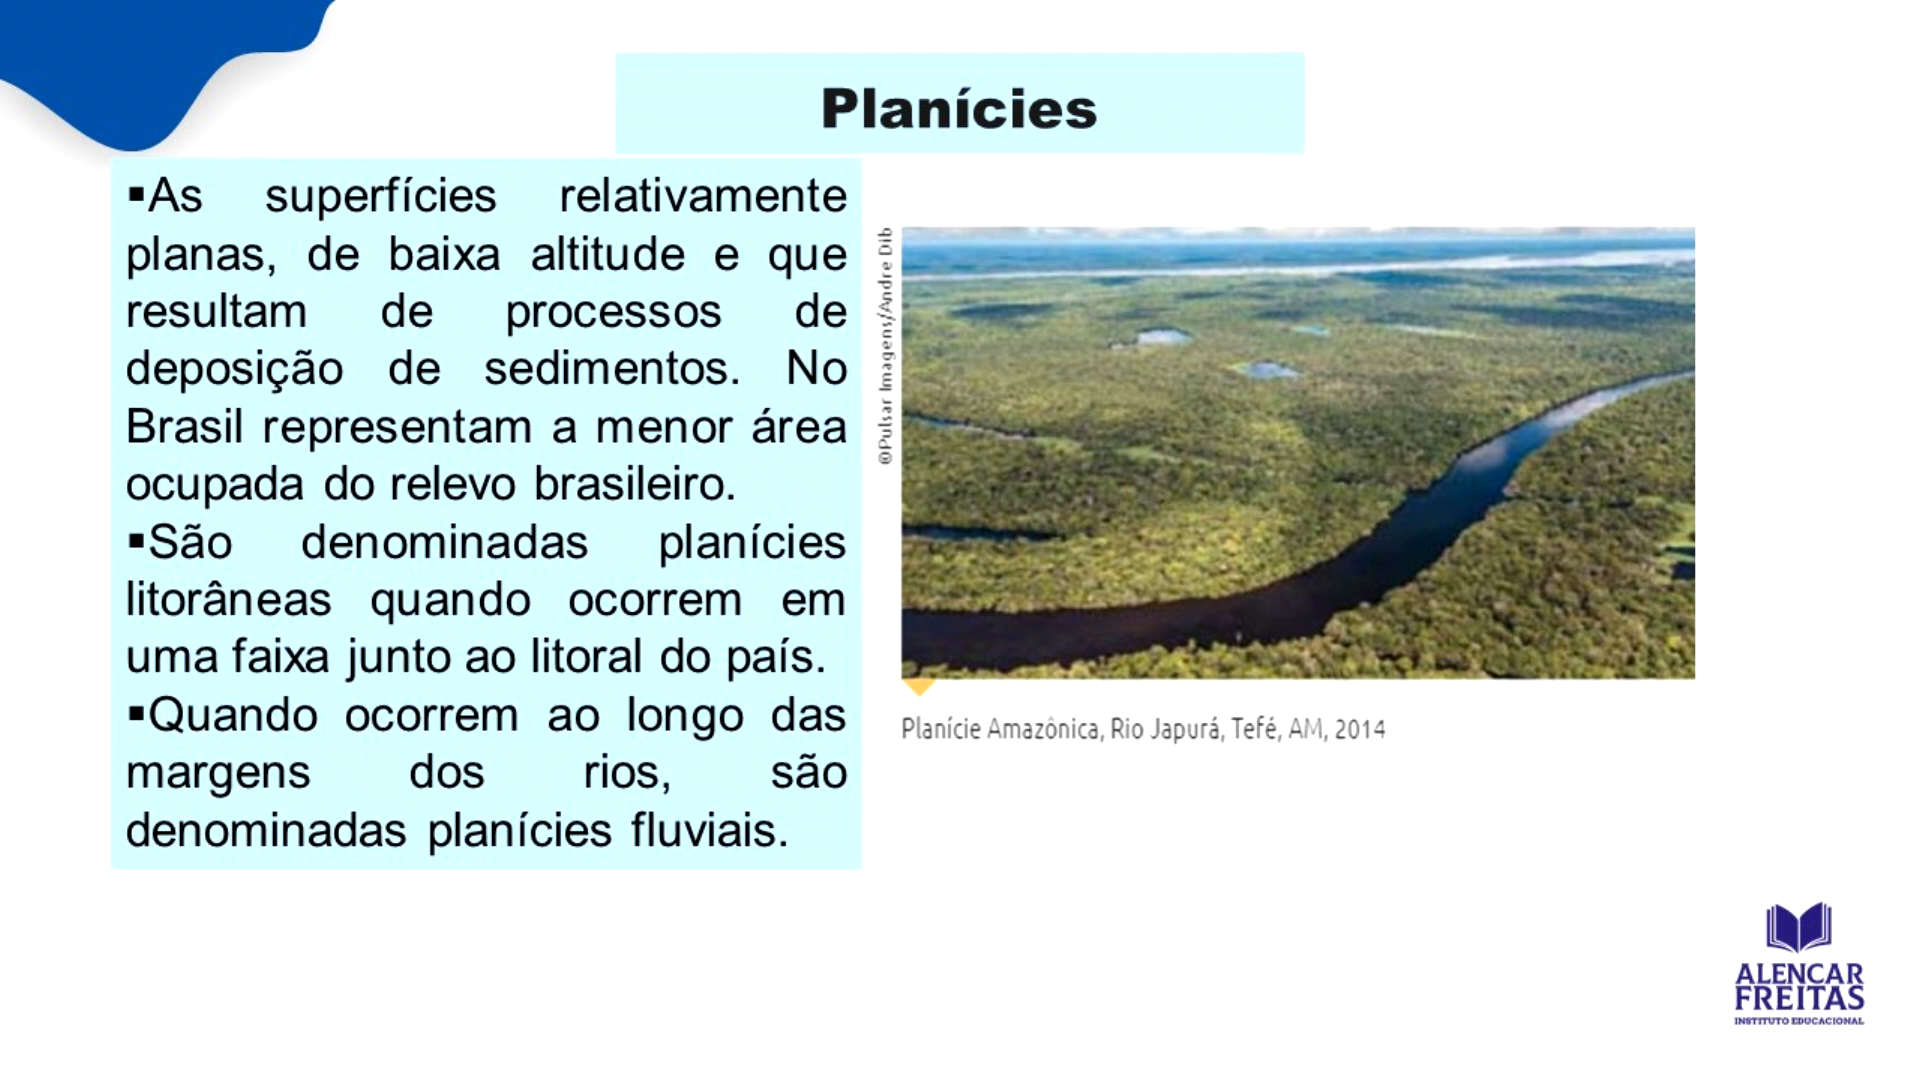 Planícies
▪As superfícies relativamente
planas, de baixa altitude e que
resultam de processos de
deposição de sedimentos. No
Brasil representam a menor área
ocupada do relevo brasileiro.
▪São denominadas planícies
litorâneas quando ocorrem em
uma faixa junto ao litoral do país.
▪Quando ocorrem ao longo das
margens dos rios, são
denominadas planícies fluviais.
©Pulsar Imagens/Andre Dib
Planície Amazônica, Rio Japurá, Tefé, AM, 2014
ALENCAR
FREITAS
INSTITUTO EDUCACIONAL